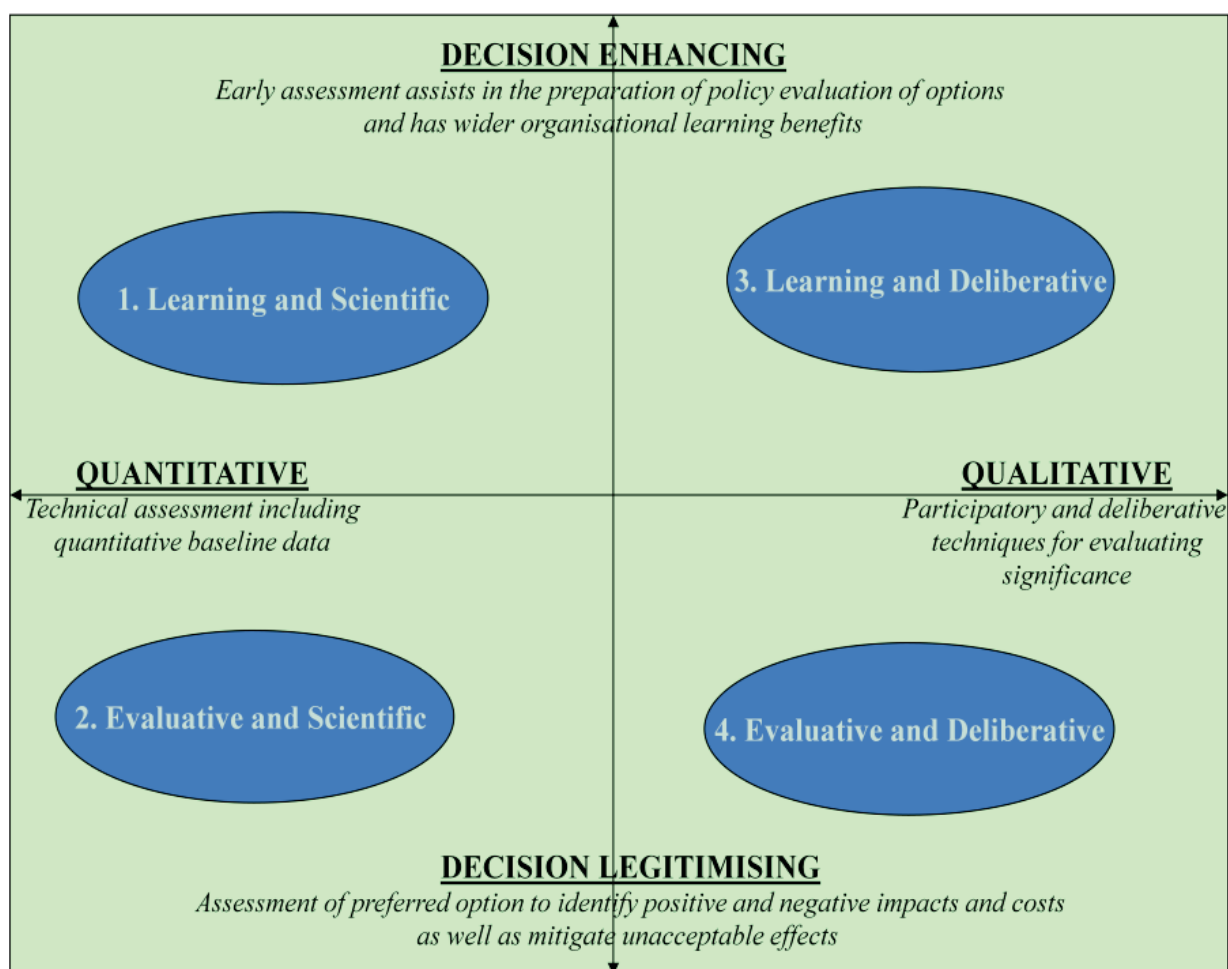 DECISION ENHANCING
Early assessment assists in the preparation of policy evaluation of options
and has wider organisational learning benefits
1. Learning and Scientific
3. Learning and Deliberative
QUANTITATIVE
Technical assessment including
quantitative baseline data
QUALITATIVE
Participatory and deliberative
techniques for evaluating
significance
2. Evaluative and Scientific
4. Evaluative and Deliberative
DECISION LEGITIMISING
Assessment of preferred option to identify positive and negative impacts and costs
as well as mitigate unacceptable effects